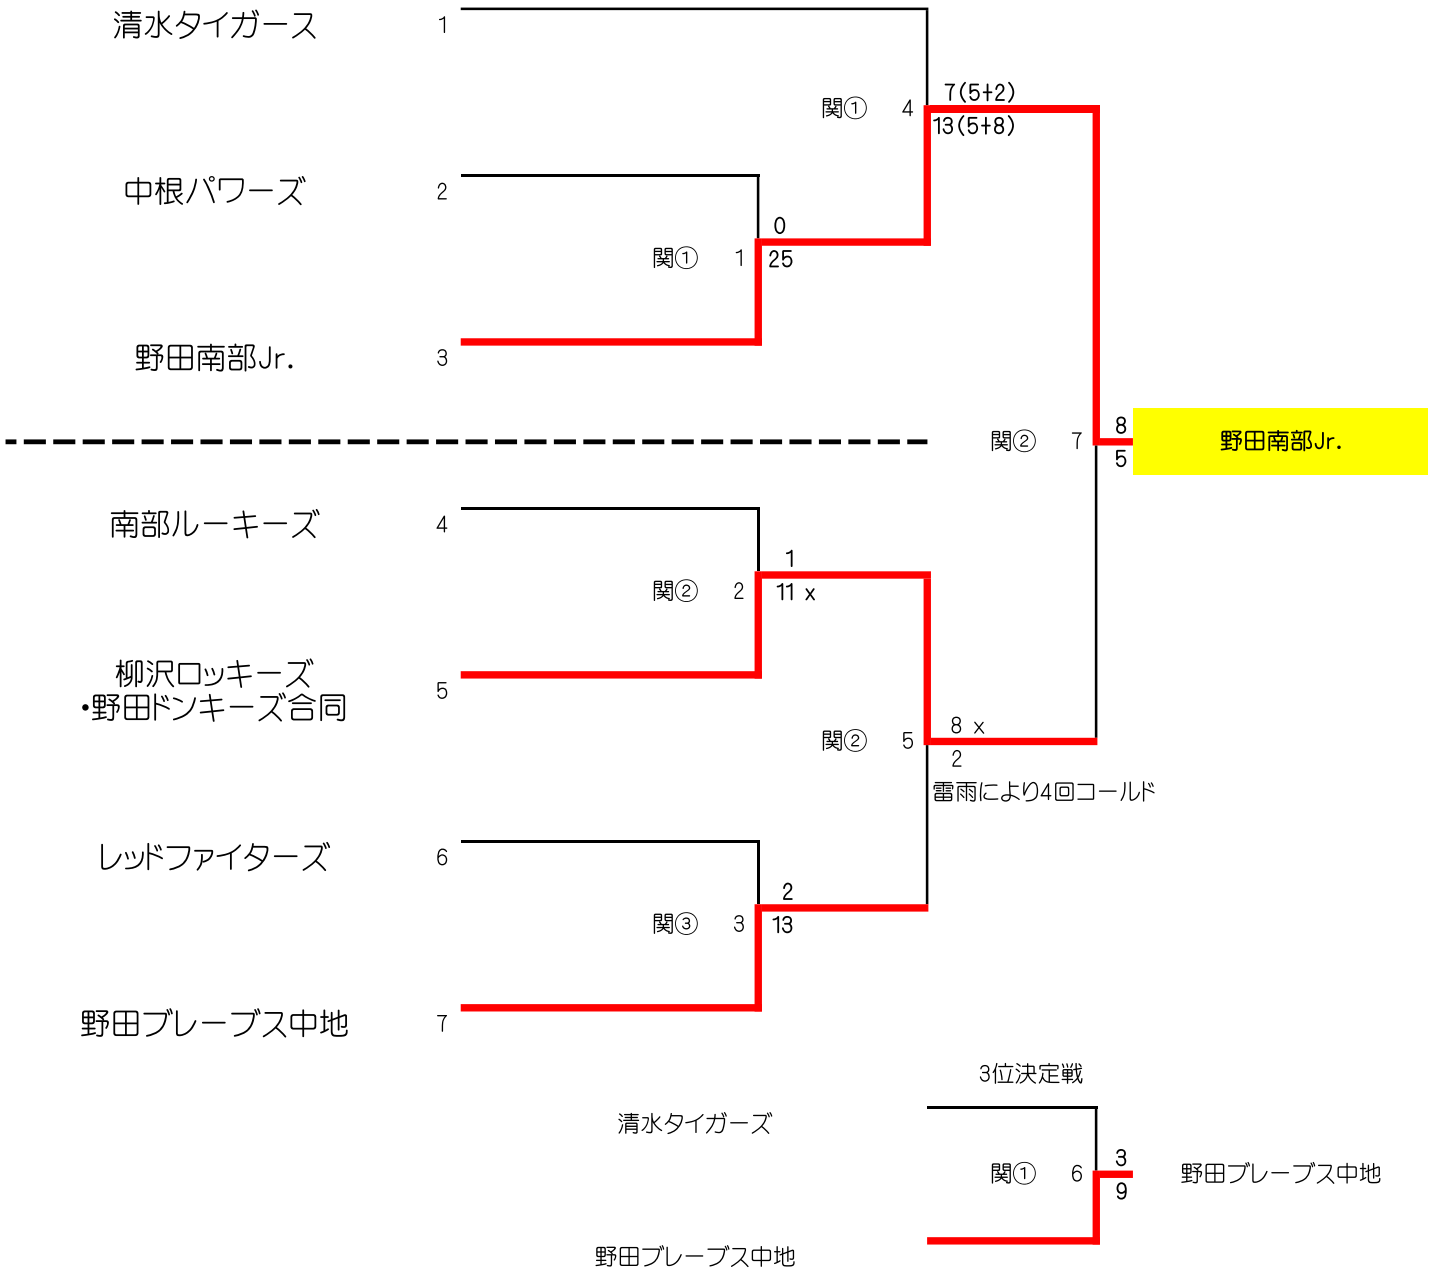 清水タイガース 1
7(5+2)
関① 4
13(5+8)
中根パワーズ 2
0
関① 1 25
野田南部Jr. 3
8
関② 7 野田南部Jr.
5
南部ルーキーズ 4
1
関② 2 11 x
柳沢ロッキーズ
・野田ドンキーズ合同 5
8 x
関② 5
2
雷雨により4回コールド
レッドファイターズ 6
2
関③ 3 13
野田ブレーブス中地 7
3位決定戦
清水タイガーズ
3
関① 6 野田ブレーブス中地
9
野田ブレーブス中地